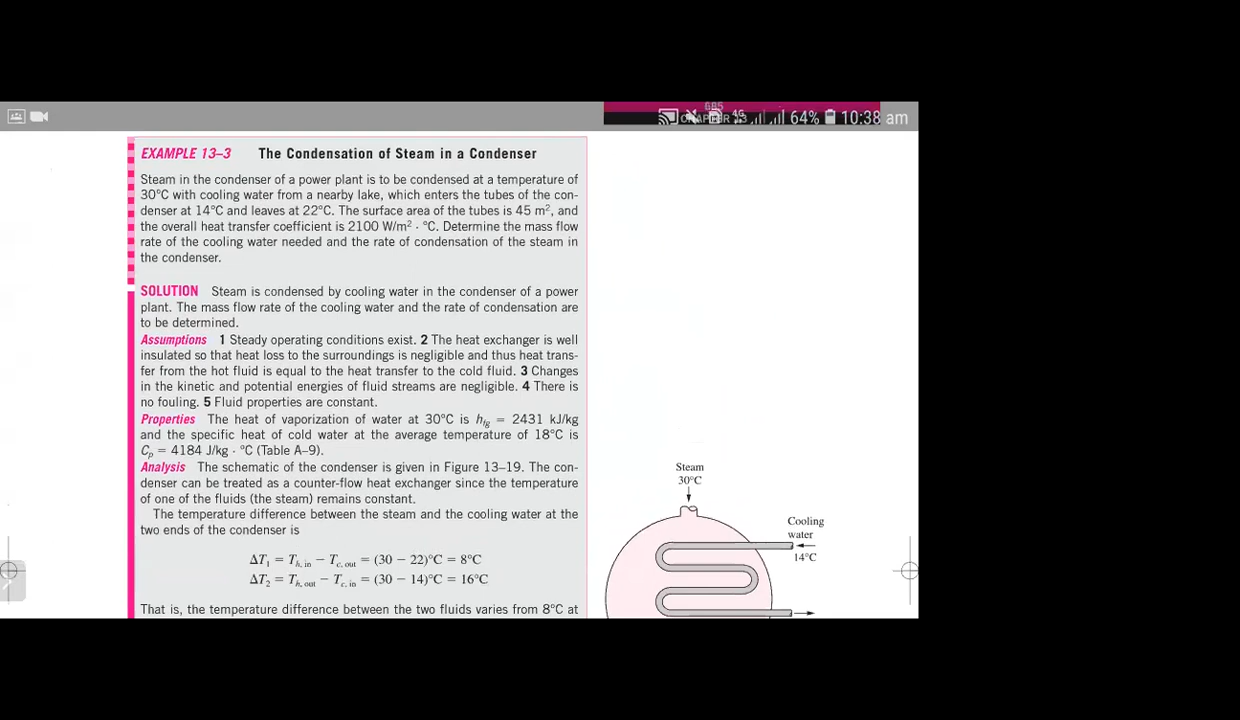 685
CHAPTER 13
64% 10:38 am
EXAMPLE 13–3 The Condensation of Steam in a Condenser
Steam in the condenser of a power plant is to be condensed at a temperature of
30°C with cooling water from a nearby lake, which enters the tubes of the con-
denser at 14°C and leaves at 22°C. The surface area of the tubes is 45 m², and
the overall heat transfer coefficient is 2100 W/m² · °C. Determine the mass flow
rate of the cooling water needed and the rate of condensation of the steam in
the condenser.
SOLUTION Steam is condensed by cooling water in the condenser of a power
plant. The mass flow rate of the cooling water and the rate of condensation are
to be determined.
Assumptions 1 Steady operating conditions exist. 2 The heat exchanger is well
insulated so that heat loss to the surroundings is negligible and thus heat trans-
fer from the hot fluid is equal to the heat transfer to the cold fluid. 3 Changes
in the kinetic and potential energies of fluid streams are negligible. 4 There is
no fouling. 5 Fluid properties are constant.
Properties The heat of vaporization of water at 30°C is h_fg = 2431 kJ/kg
and the specific heat of cold water at the average temperature of 18°C is
C_p = 4184 J/kg · °C (Table A–9).
Analysis The schematic of the condenser is given in Figure 13–19. The con-
denser can be treated as a counter-flow heat exchanger since the temperature
of one of the fluids (the steam) remains constant.
The temperature difference between the steam and the cooling water at the
two ends of the condenser is
ΔT₁ = T_h, in − T_c, out = (30 − 22)°C = 8°C
ΔT₂ = T_h, out − T_c, in = (30 − 14)°C = 16°C
That is, the temperature difference between the two fluids varies from 8°C at
Steam
30°C
Cooling
water
14°C